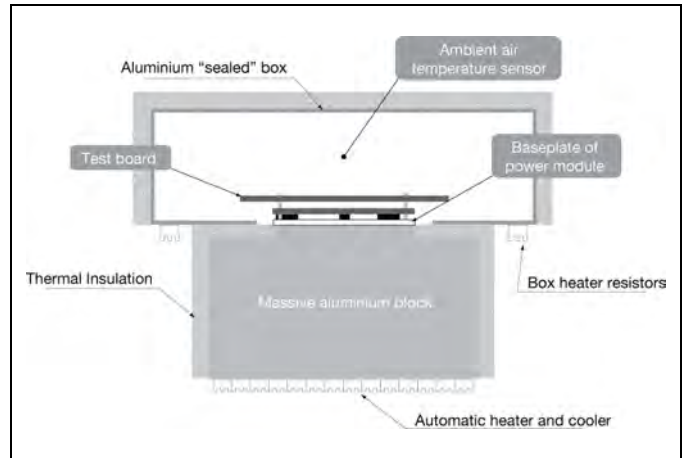 Ambient air
temperature sensor
Aluminium “sealed” box
Test board
Baseplate of
power module
Thermal Insulation
Massive aluminium block
Box heater resistors
Automatic heater and cooler